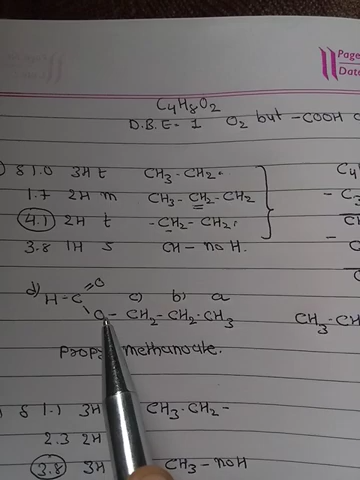 Page
Date
C4H8O2
D.B.E- 1 O2 but -COOH
) δ 1.0 3H t CH3-CH2-
1.7 2H m CH3-CH2-CH2
4.1 2H t -CH2-CH2.
3.8 1H s CH- no H.
d) H-C=O c) b) a
O- CH2-CH2-CH3 CH3-CH
methanoate.
) δ 1.1 3H CH3-CH2-
2.3 2H
3.8 3H CH3 - no H